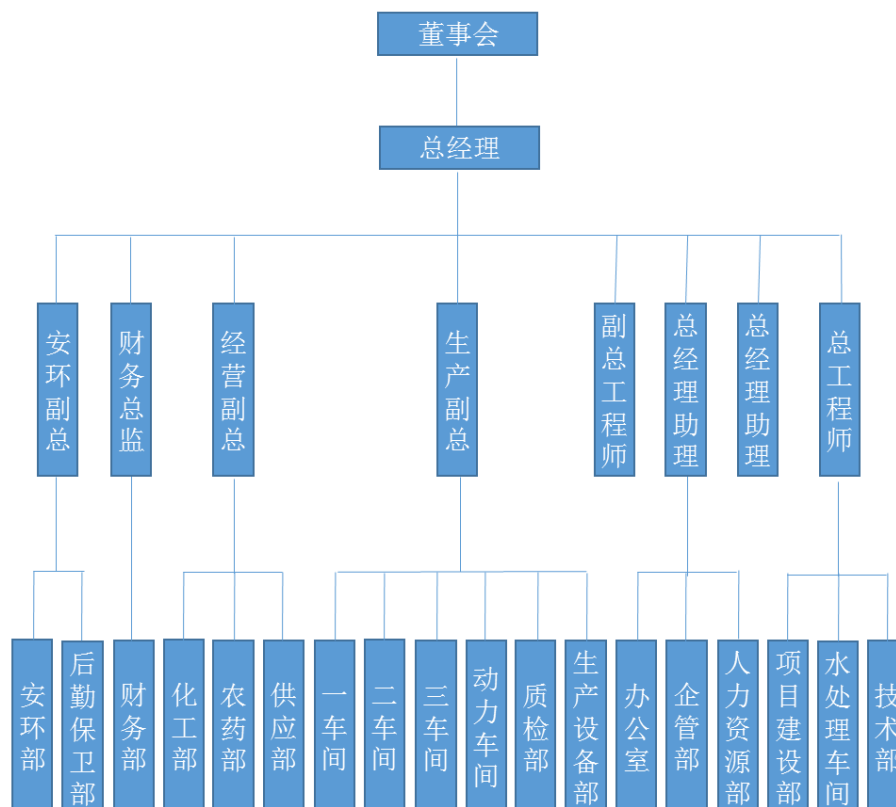 董事会
总经理
安环副总
财务总监
经营副总
生产副总
副总工程师
总经理助理
总经理助理
总工程师
安环部
后勤保卫部
财务部
化工部
农药部
供应部
一车间
二车间
三车间
动力车间
质检部
生产设备部
办公室
企管部
人力资源部
项目建设部
水处理车间
技术部